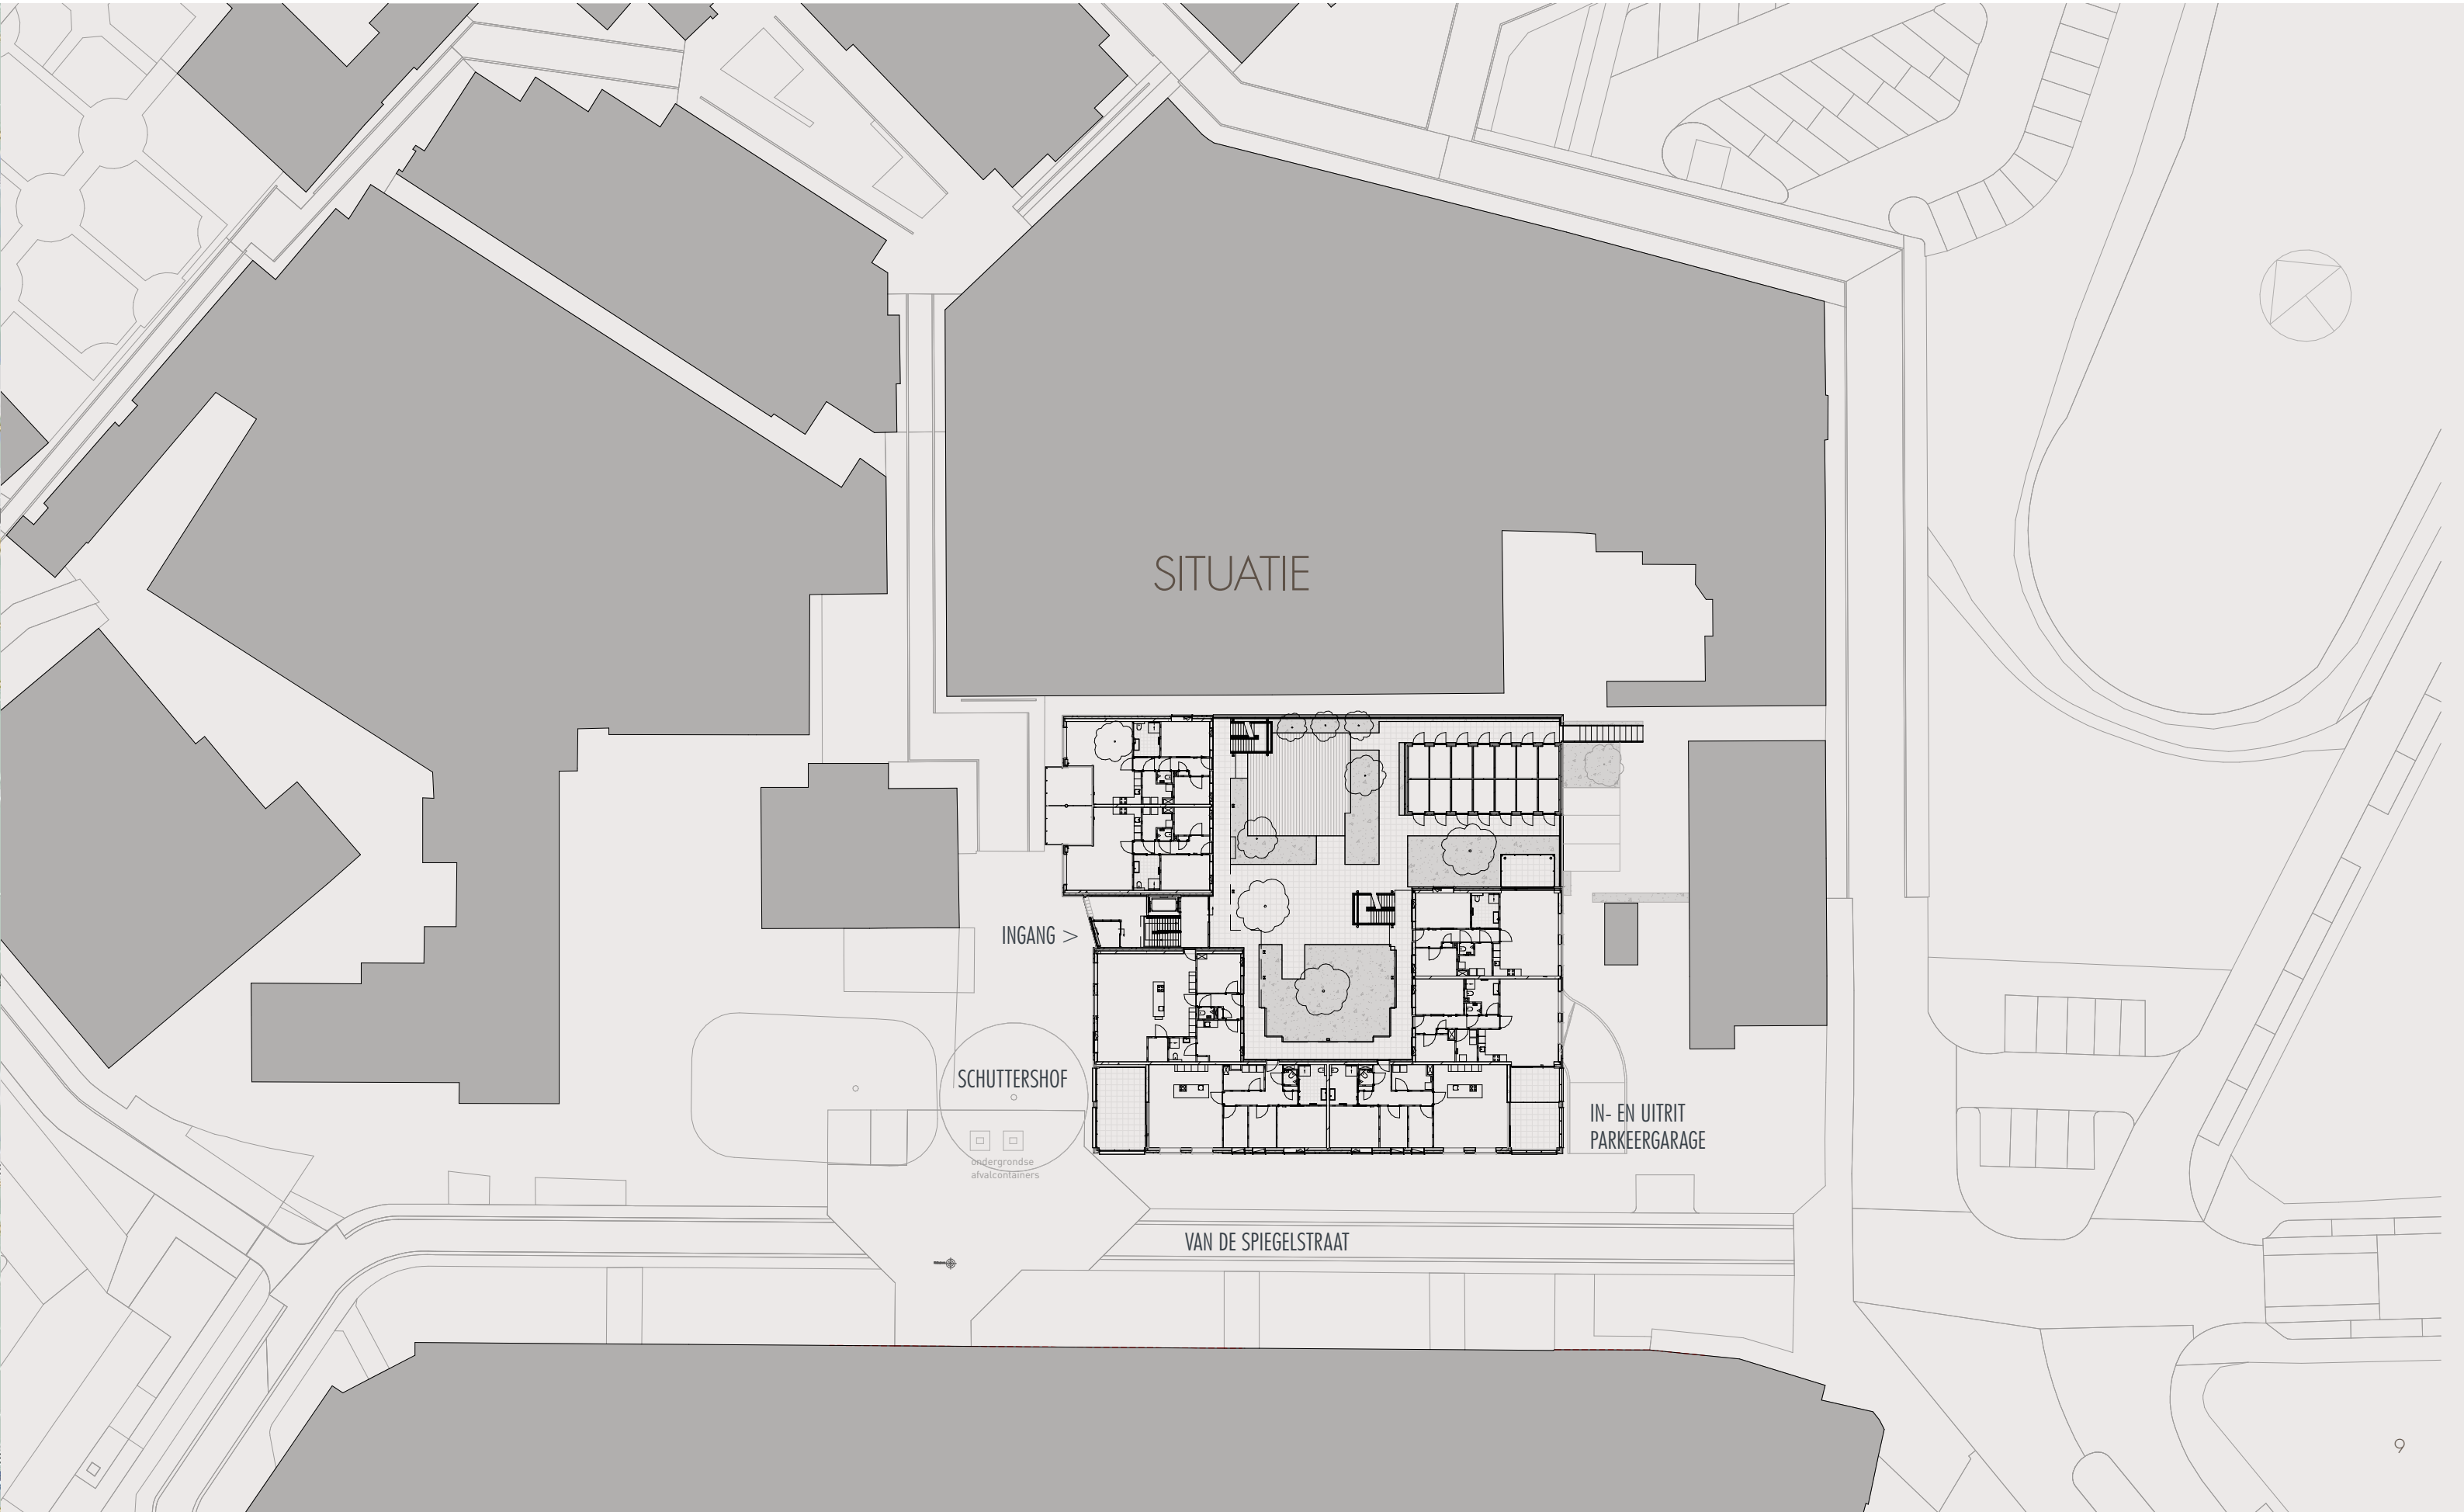 SITUATIE
INGANG >
SCHUTTERSHOF
IN- EN UITRIT
PARKEERGARAGE
ondergrondse
afvalcontainers
VAN DE SPIEGELSTRAAT
9